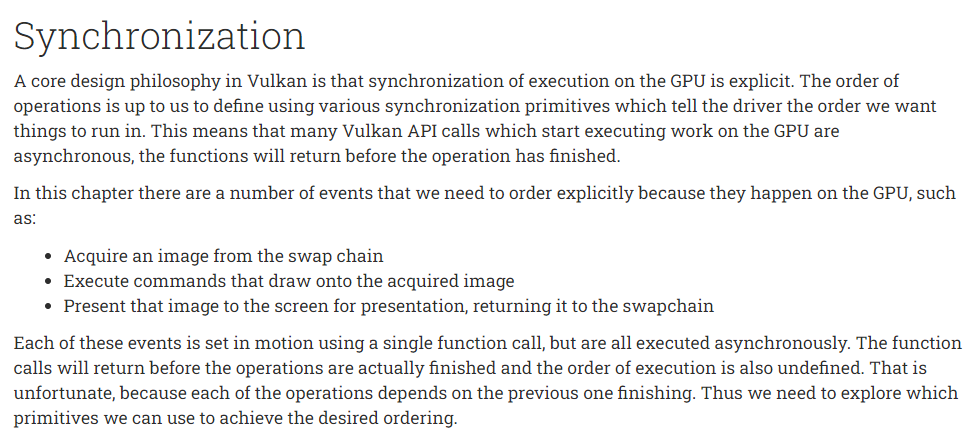 Synchronization
A core design philosophy in Vulkan is that synchronization of execution on the GPU is explicit. The order of
operations is up to us to define using various synchronization primitives which tell the driver the order we want
things to run in. This means that many Vulkan API calls which start executing work on the GPU are
asynchronous, the functions will return before the operation has finished.
In this chapter there are a number of events that we need to order explicitly because they happen on the GPU, such
as:
• Acquire an image from the swap chain
• Execute commands that draw onto the acquired image
• Present that image to the screen for presentation, returning it to the swapchain
Each of these events is set in motion using a single function call, but are all executed asynchronously. The function
calls will return before the operations are actually finished and the order of execution is also undefined. That is
unfortunate, because each of the operations depends on the previous one finishing. Thus we need to explore which
primitives we can use to achieve the desired ordering.